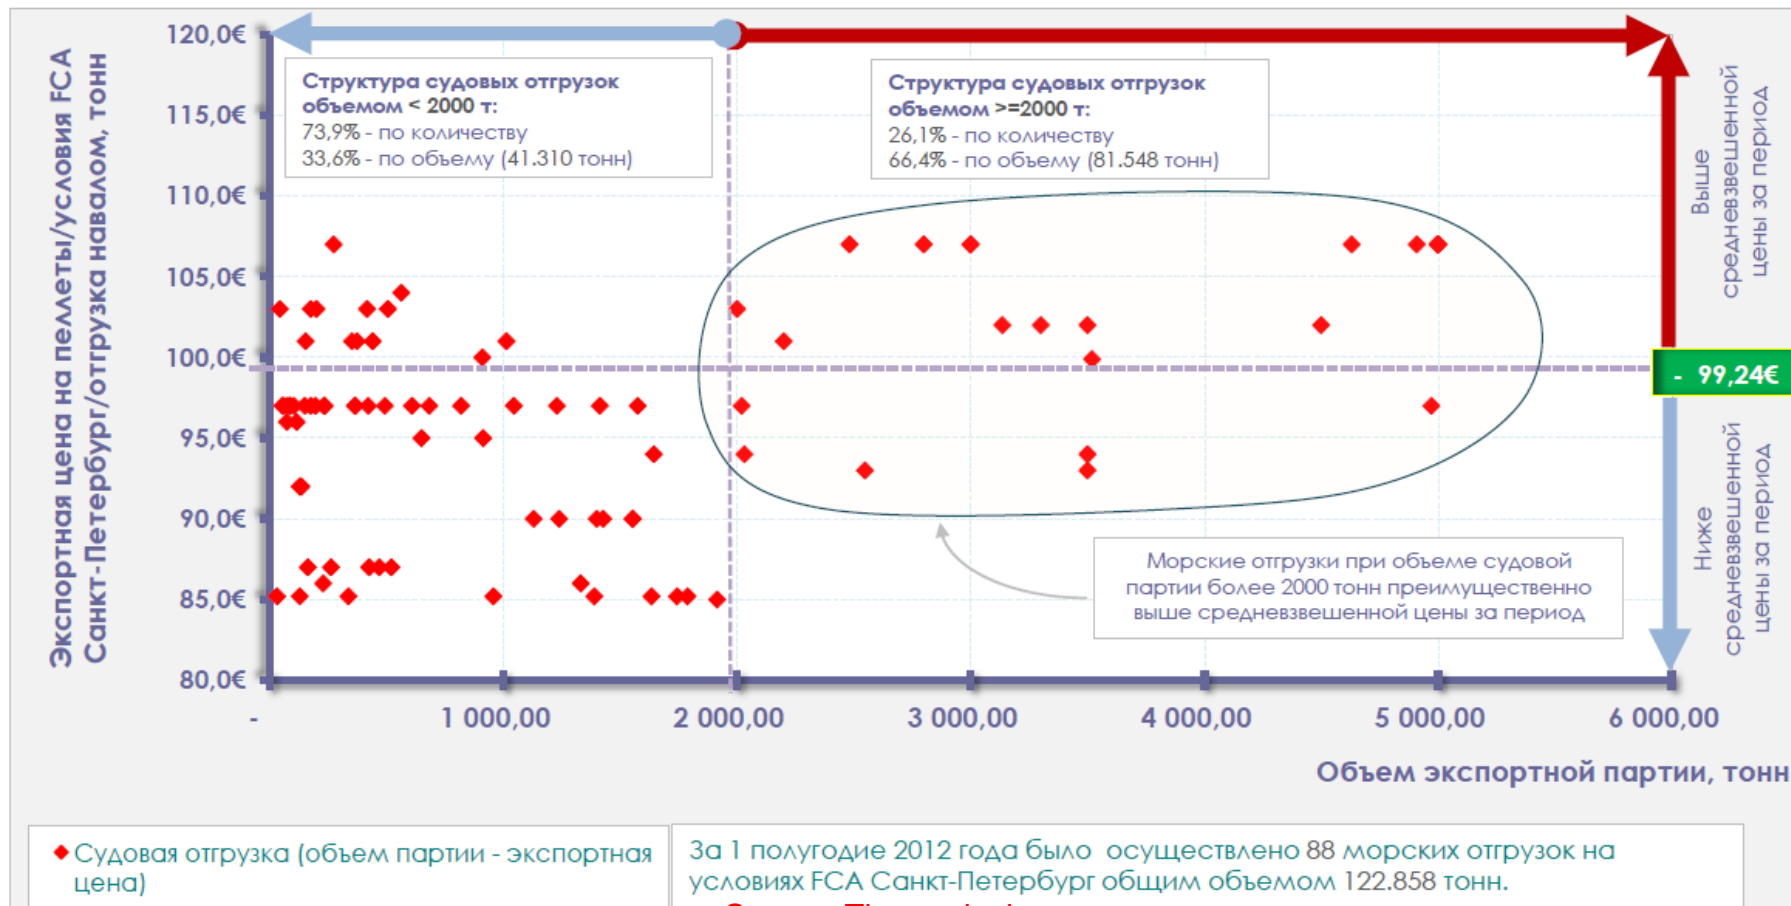 Экспортная цена на пеллеты/условия FCA
Санкт-Петербург/отгрузка навалом, тонн
120,0€
115,0€
110,0€
105,0€
100,0€
95,0€
90,0€
85,0€
80,0€
Структура судовых отгрузок
объемом < 2000 т:
73,9% - по количеству
33,6% - по объему (41.310 тонн)
Структура судовых отгрузок
объемом >=2000 т:
26,1% - по количеству
66,4% - по объему (81.548 тонн)
Выше
средневзвешенной
цены за период
- 99,24€
Ниже
средневзвешенной
цены за период
Морские отгрузки при объеме судовой
партии более 2000 тонн преимущественно
выше средневзвешенной цены за период
-
1 000,00
2 000,00
3 000,00
4 000,00
5 000,00
6 000,00
Объем экспортной партии, тонн
Судовая отгрузка (объем партии - экспортная
цена)
За 1 полугодие 2012 года было осуществлено 88 морских отгрузок на
условиях FCA Санкт-Петербург общим объемом 122.858 тонн.